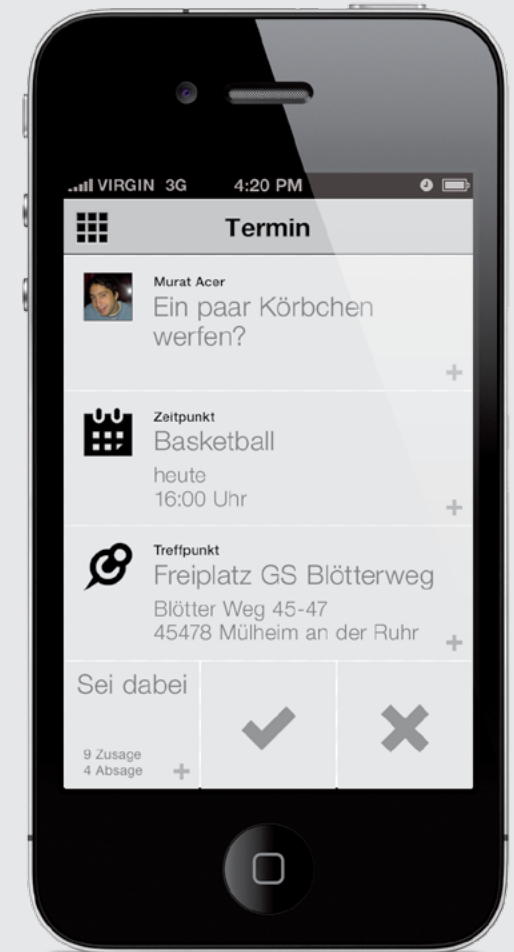 VIRGIN 3G 4:20 PM
Termin
Murat Acer
Ein paar Körbchen
werfen?
Zeitpunkt
Basketball
heute
16:00 Uhr
Treffpunkt
Freiplatz GS Blötterweg
Blötter Weg 45-47
45478 Mülheim an der Ruhr
Sei dabei
9 Zusage
4 Absage